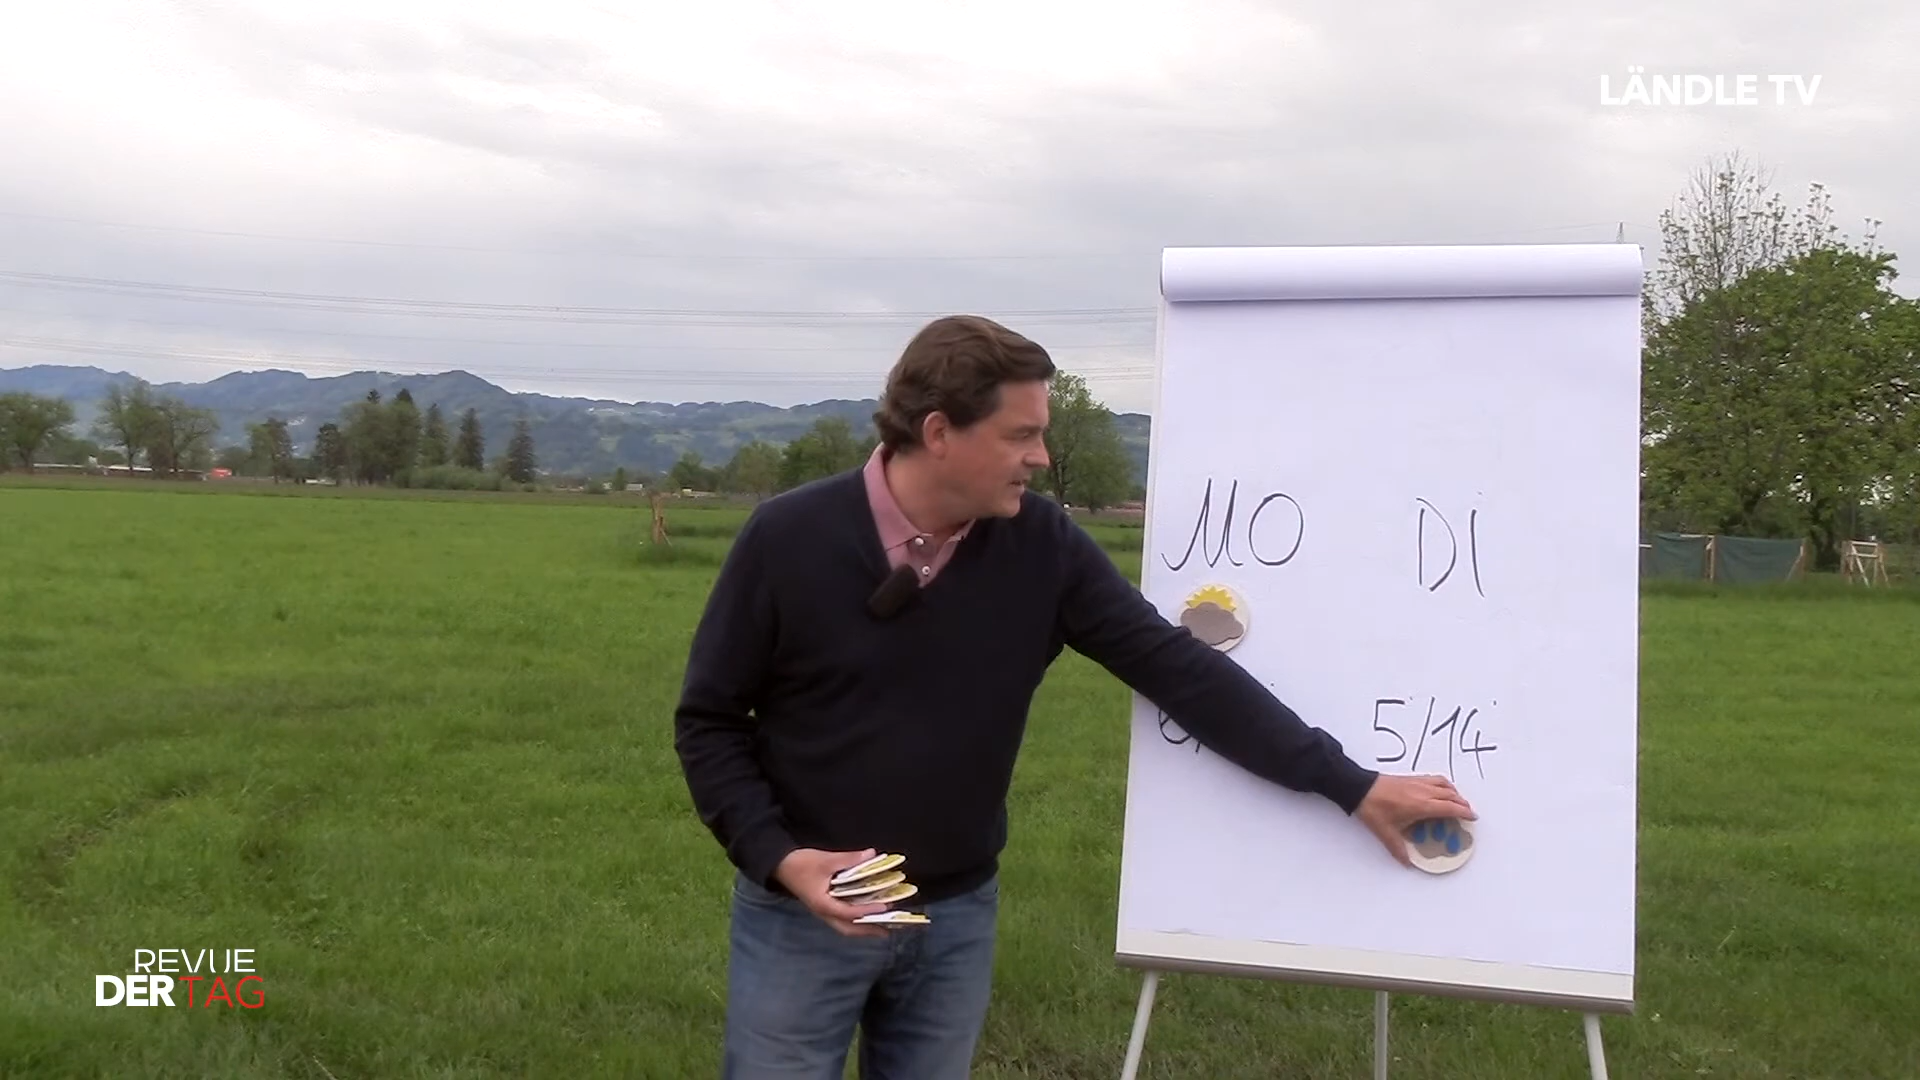 LÄNDLE TV
MO DI
5/14
REVUE
DER TAG